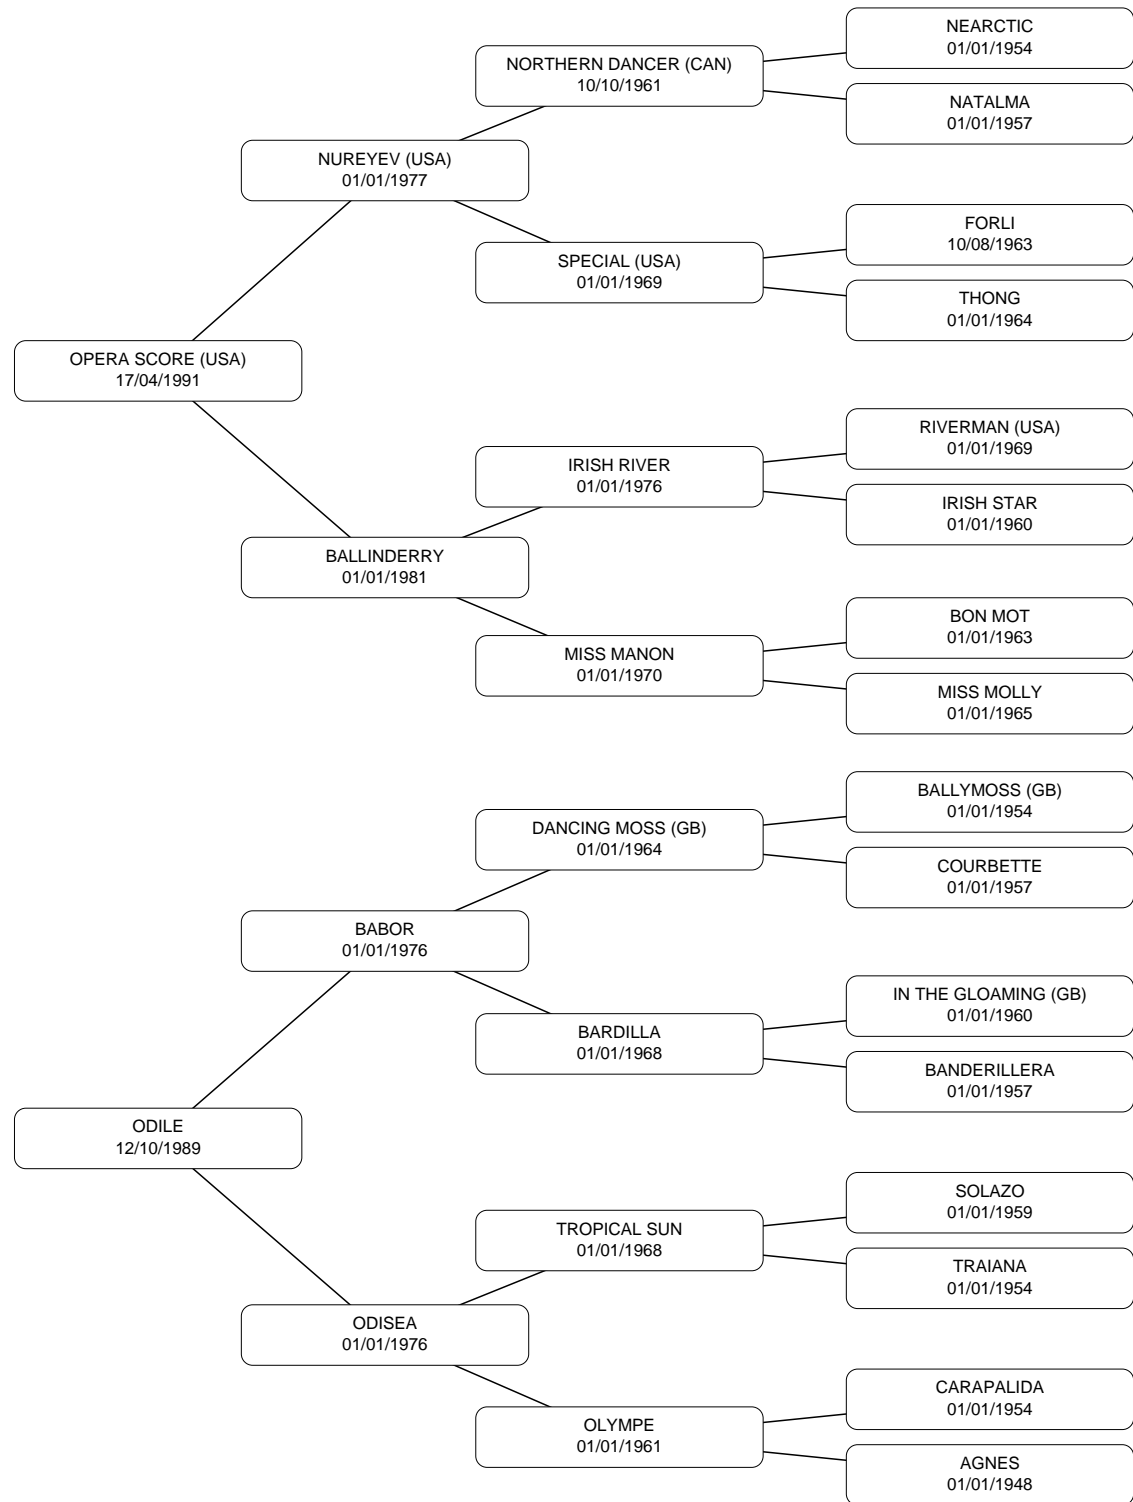 NEARCTIC
01/01/1954
NORTHERN DANCER (CAN)
10/10/1961
NATALMA
01/01/1957
NUREYEV (USA)
01/01/1977
FORLI
10/08/1963
SPECIAL (USA)
01/01/1969
THONG
01/01/1964
OPERA SCORE (USA)
17/04/1991
RIVERMAN (USA)
01/01/1969
IRISH RIVER
01/01/1976
IRISH STAR
01/01/1960
BALLINDERRY
01/01/1981
BON MOT
01/01/1963
MISS MANON
01/01/1970
MISS MOLLY
01/01/1965
BALLYMOSS (GB)
01/01/1954
DANCING MOSS (GB)
01/01/1964
COURBETTE
01/01/1957
BABOR
01/01/1976
IN THE GLOAMING (GB)
01/01/1960
BARDILLA
01/01/1968
BANDERILLERA
01/01/1957
ODILE
12/10/1989
SOLAZO
01/01/1959
TROPICAL SUN
01/01/1968
TRAIANA
01/01/1954
ODISEA
01/01/1976
CARAPALIDA
01/01/1954
OLYMPE
01/01/1961
AGNES
01/01/1948